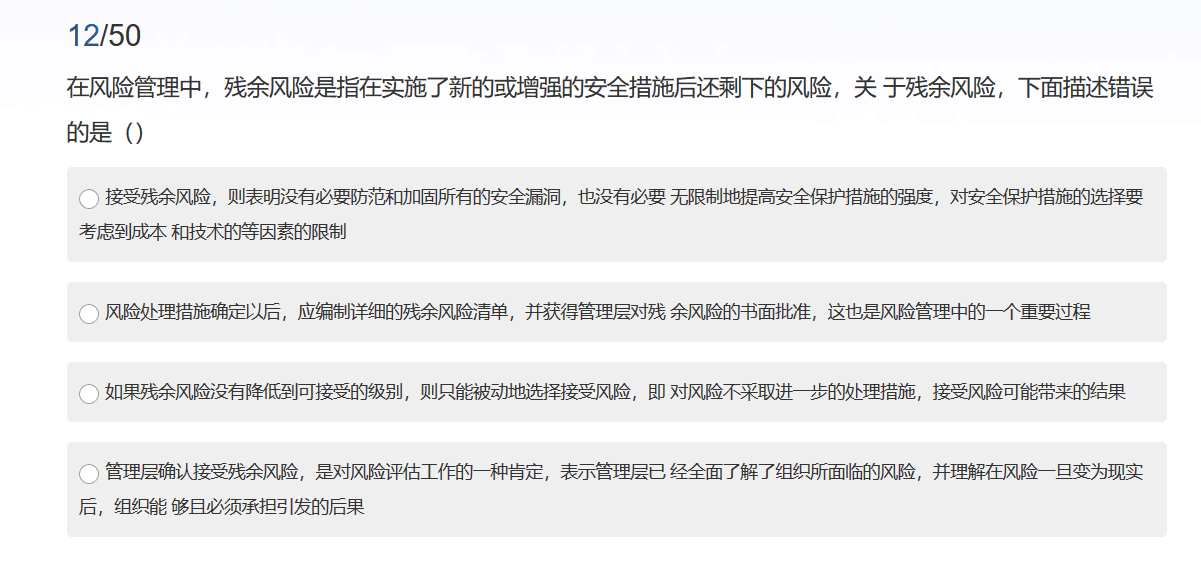 12/50
在风险管理中，残余风险是指在实施了新的或增强的安全措施后还剩下的风险，关 于残余风险，下面描述错误
的是（）
接受残余风险，则表明没有必要防范和加固所有的安全漏洞，也没有必要 无限制地提高安全保护措施的强度，对安全保护措施的选择要
考虑到成本 和技术的等因素的限制
风险处理措施确定以后，应编制详细的残余风险清单，并获得管理层对残 余风险的书面批准，这也是风险管理中的一个重要过程
如果残余风险没有降低到可接受的级别，则只能被动地选择接受风险，即 对风险不采取进一步的处理措施，接受风险可能带来的结果
管理层确认接受残余风险，是对风险评估工作的一种肯定，表示管理层已 经全面了解了组织所面临的风险，并理解在风险一旦变为现实
后，组织能 够且必须承担引发的后果